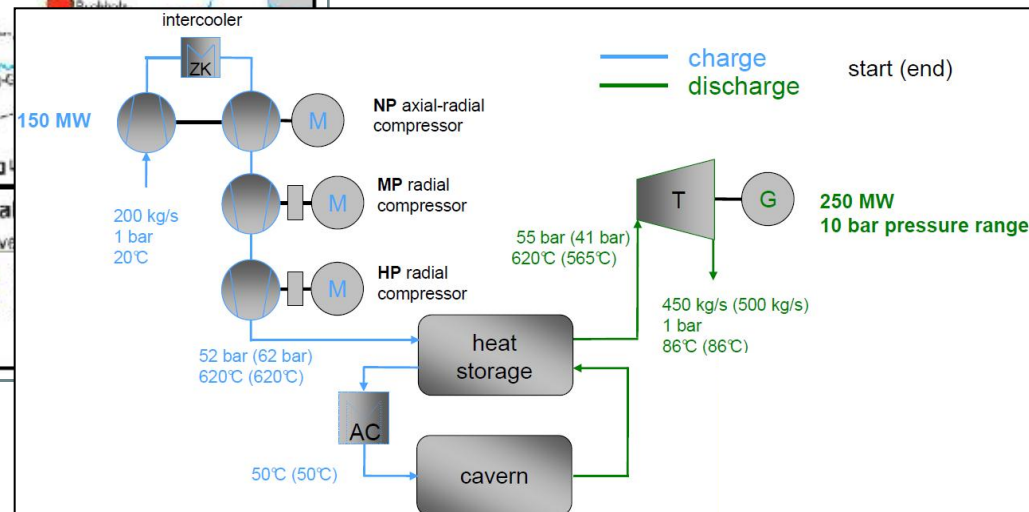 intercooler
ZK
charge
discharge
start (end)
150 MW
M
NP axial-radial
compressor
200 kg/s
1 bar
20℃
M
MP radial
compressor
T
G
250 MW
10 bar pressure range
55 bar (41 bar)
620℃ (565℃)
M
HP radial
compressor
450 kg/s (500 kg/s)
1 bar
86℃ (86℃)
52 bar (62 bar)
620℃ (620℃)
heat
storage
AC
50℃ (50℃)
cavern